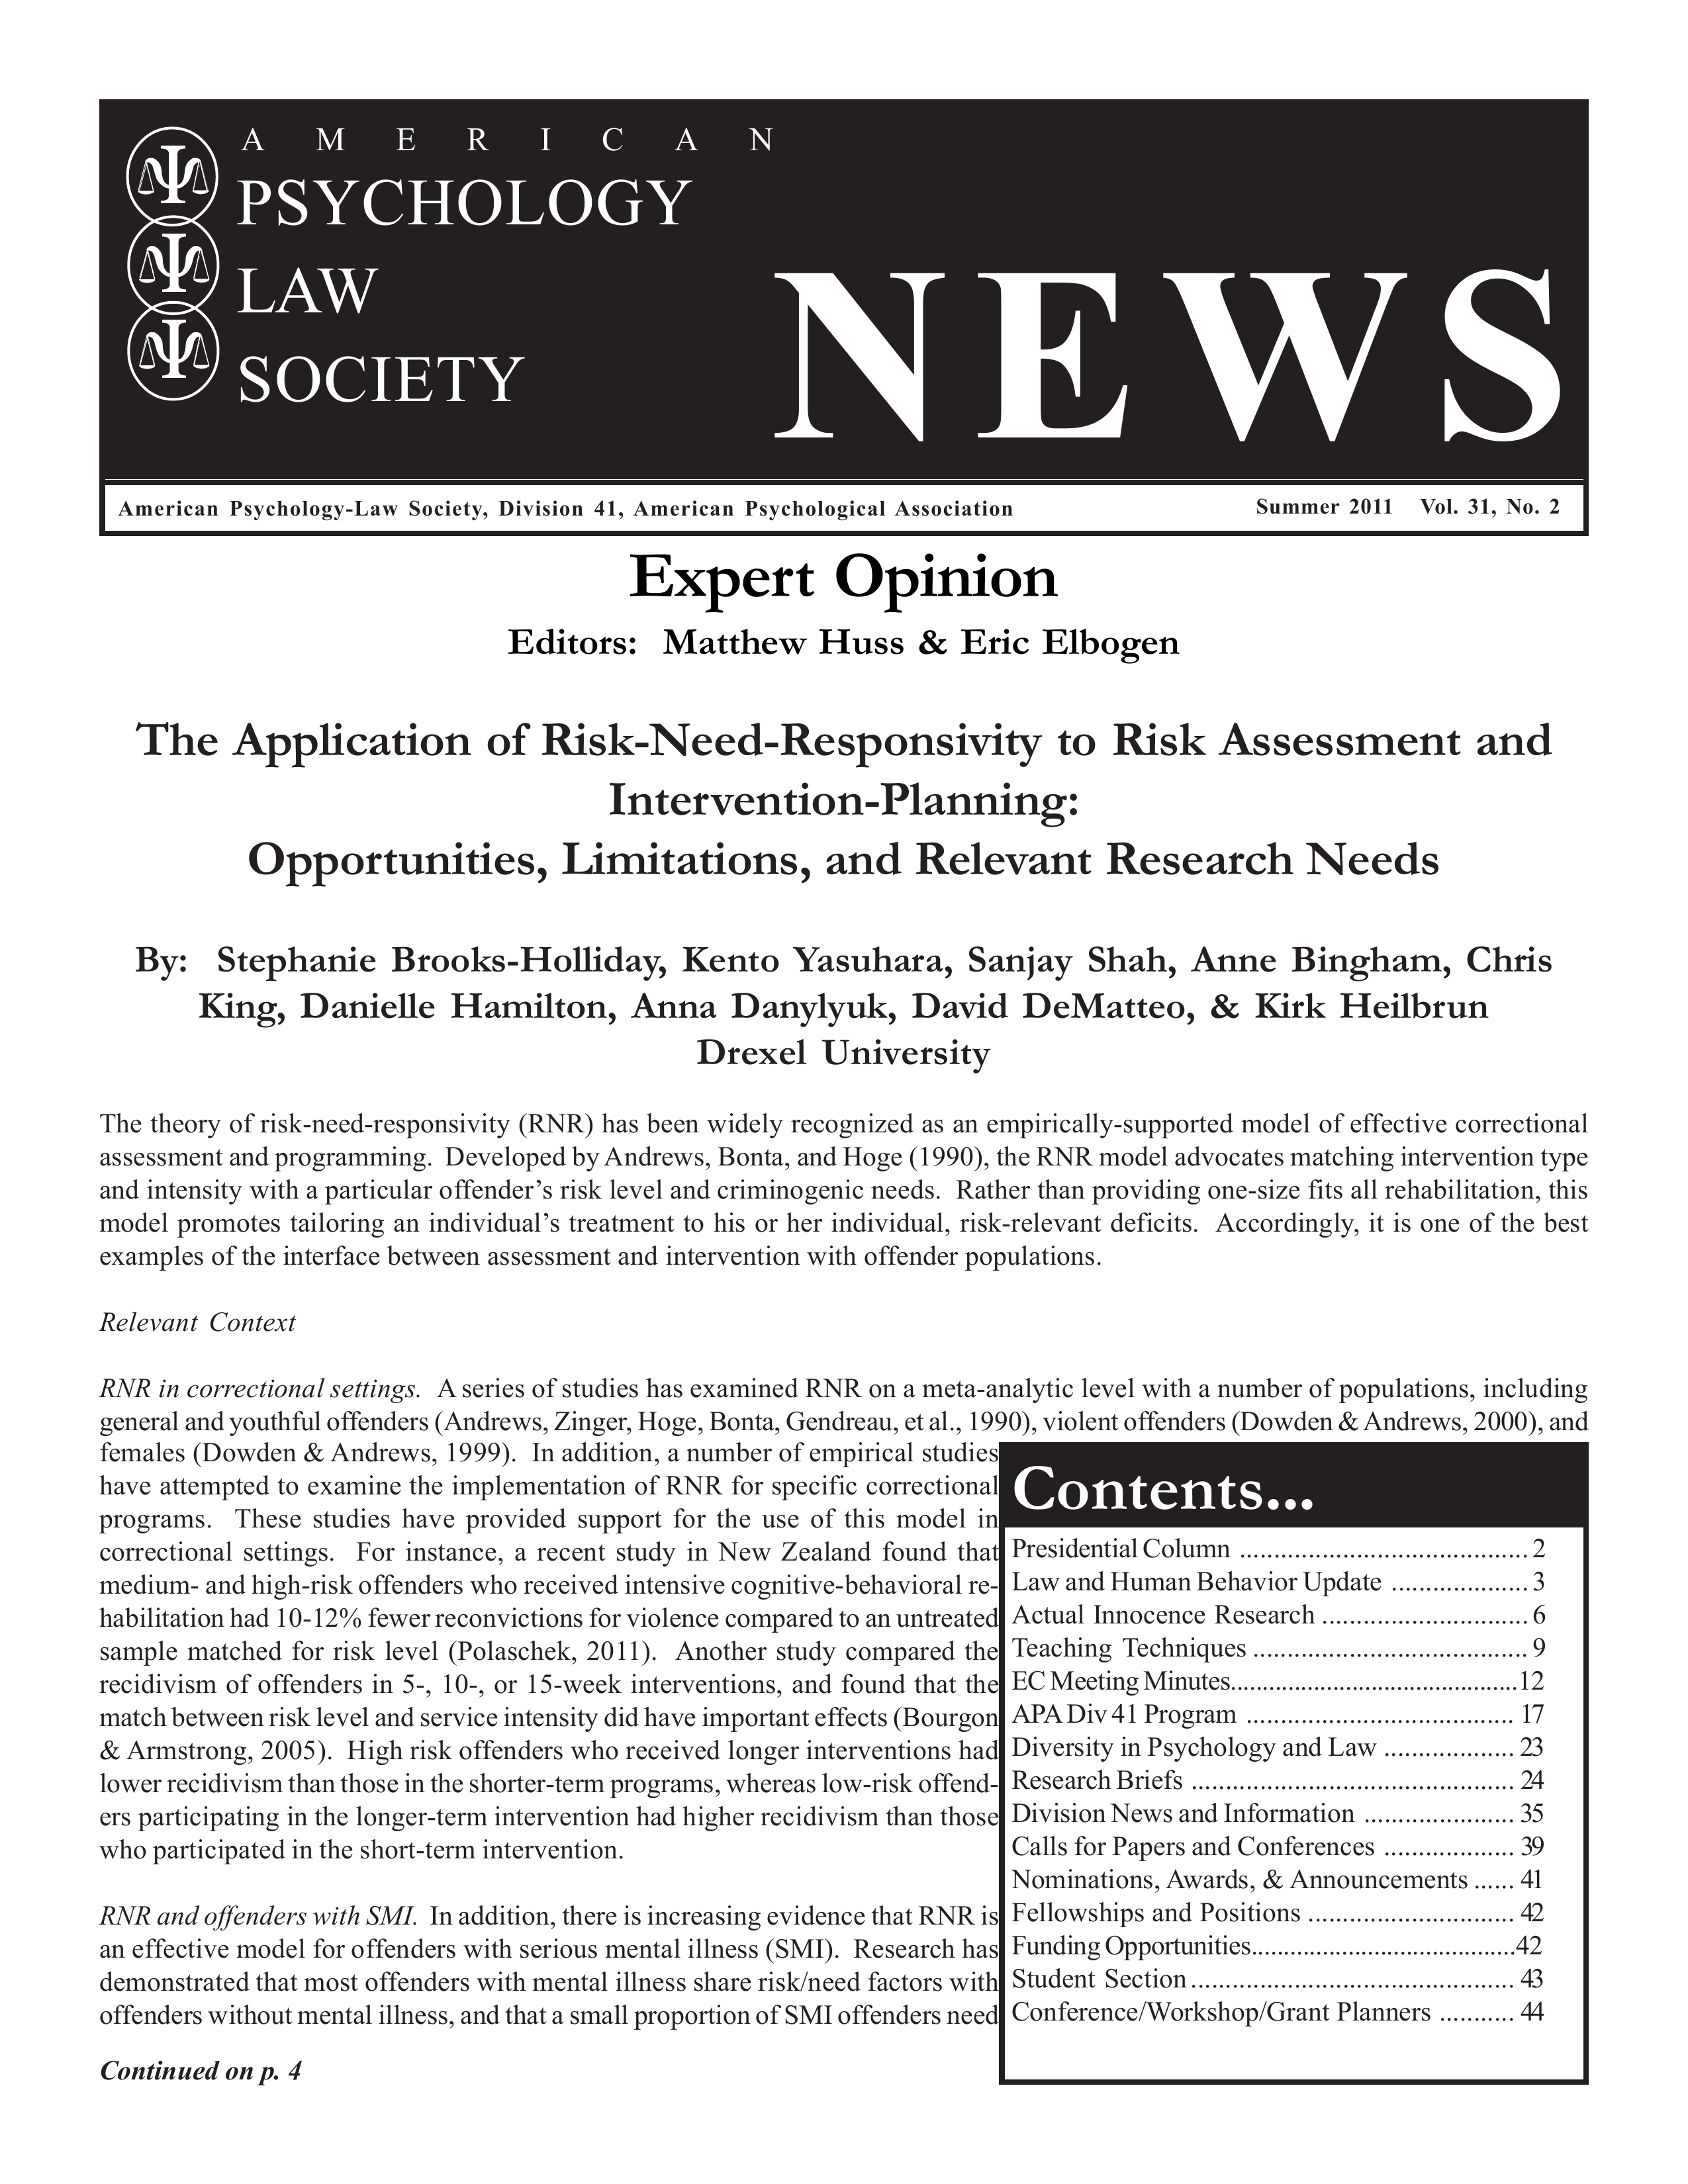 A M E R I C A N
PSYCHOLOGY
LAW
SOCIETY
NEWS
American Psychology-Law Society, Division 41, American Psychological Association
Summer 2011 Vol. 31, No. 2
Expert Opinion
Editors: Matthew Huss & Eric Elbogen
The Application of Risk-Need-Responsivity to Risk Assessment and
Intervention-Planning:
Opportunities, Limitations, and Relevant Research Needs
By: Stephanie Brooks-Holliday, Kento Yasuhara, Sanjay Shah, Anne Bingham, Chris
King, Danielle Hamilton, Anna Danylyuk, David DeMatteo, & Kirk Heilbrun
Drexel University
The theory of risk-need-responsivity (RNR) has been widely recognized as an empirically-supported model of effective correctional
assessment and programming. Developed by Andrews, Bonta, and Hoge (1990), the RNR model advocates matching intervention type
and intensity with a particular offender's risk level and criminogenic needs. Rather than providing one-size fits all rehabilitation, this
model promotes tailoring an individual's treatment to his or her individual, risk-relevant deficits. Accordingly, it is one of the best
examples of the interface between assessment and intervention with offender populations.
Relevant Context
RNR in correctional settings. A series of studies has examined RNR on a meta-analytic level with a number of populations, including
general and youthful offenders (Andrews, Zinger, Hoge, Bonta, Gendreau, et al., 1990), violent offenders (Dowden & Andrews, 2000), and
females (Dowden & Andrews, 1999). In addition, a number of empirical studies
have attempted to examine the implementation of RNR for specific correctional
programs. These studies have provided support for the use of this model in
correctional settings. For instance, a recent study in New Zealand found that
medium- and high-risk offenders who received intensive cognitive-behavioral re-
habilitation had 10-12% fewer reconvictions for violence compared to an untreated
sample matched for risk level (Polaschek, 2011). Another study compared the
recidivism of offenders in 5-, 10-, or 15-week interventions, and found that the
match between risk level and service intensity did have important effects (Bourgon
& Armstrong, 2005). High risk offenders who received longer interventions had
lower recidivism than those in the shorter-term programs, whereas low-risk offend-
ers participating in the longer-term intervention had higher recidivism than those
who participated in the short-term intervention.
RNR and offenders with SMI. In addition, there is increasing evidence that RNR is
an effective model for offenders with serious mental illness (SMI). Research has
demonstrated that most offenders with mental illness share risk/need factors with
offenders without mental illness, and that a small proportion of SMI offenders need
Continued on p. 4
Contents...
Presidential Column .......................................... 2
Law and Human Behavior Update .................... 3
Actual Innocence Research .............................. 6
Teaching Techniques ........................................ 9
EC Meeting Minutes..........................................12
APA Div 41 Program ....................................... 17
Diversity in Psychology and Law ................... 23
Research Briefs ............................................... 24
Division News and Information ...................... 35
Calls for Papers and Conferences ................... 39
Nominations, Awards, & Announcements ...... 41
Fellowships and Positions .............................. 42
Funding Opportunities.......................................42
Student Section ............................................... 43
Conference/Workshop/Grant Planners ........... 44